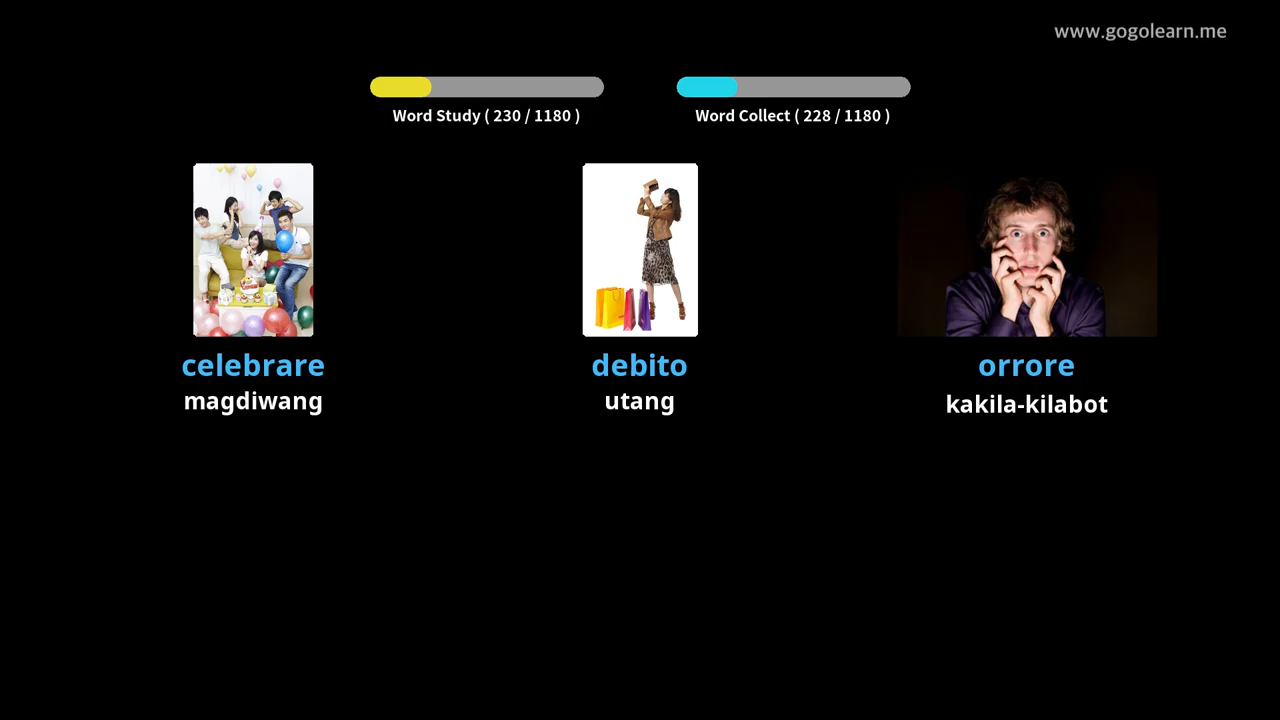 www.gogolearn.me
Word Study ( 230 / 1180 )
Word Collect ( 228 / 1180 )
celebrare
magdiwang
debito
utang
orrore
kakila-kilabot